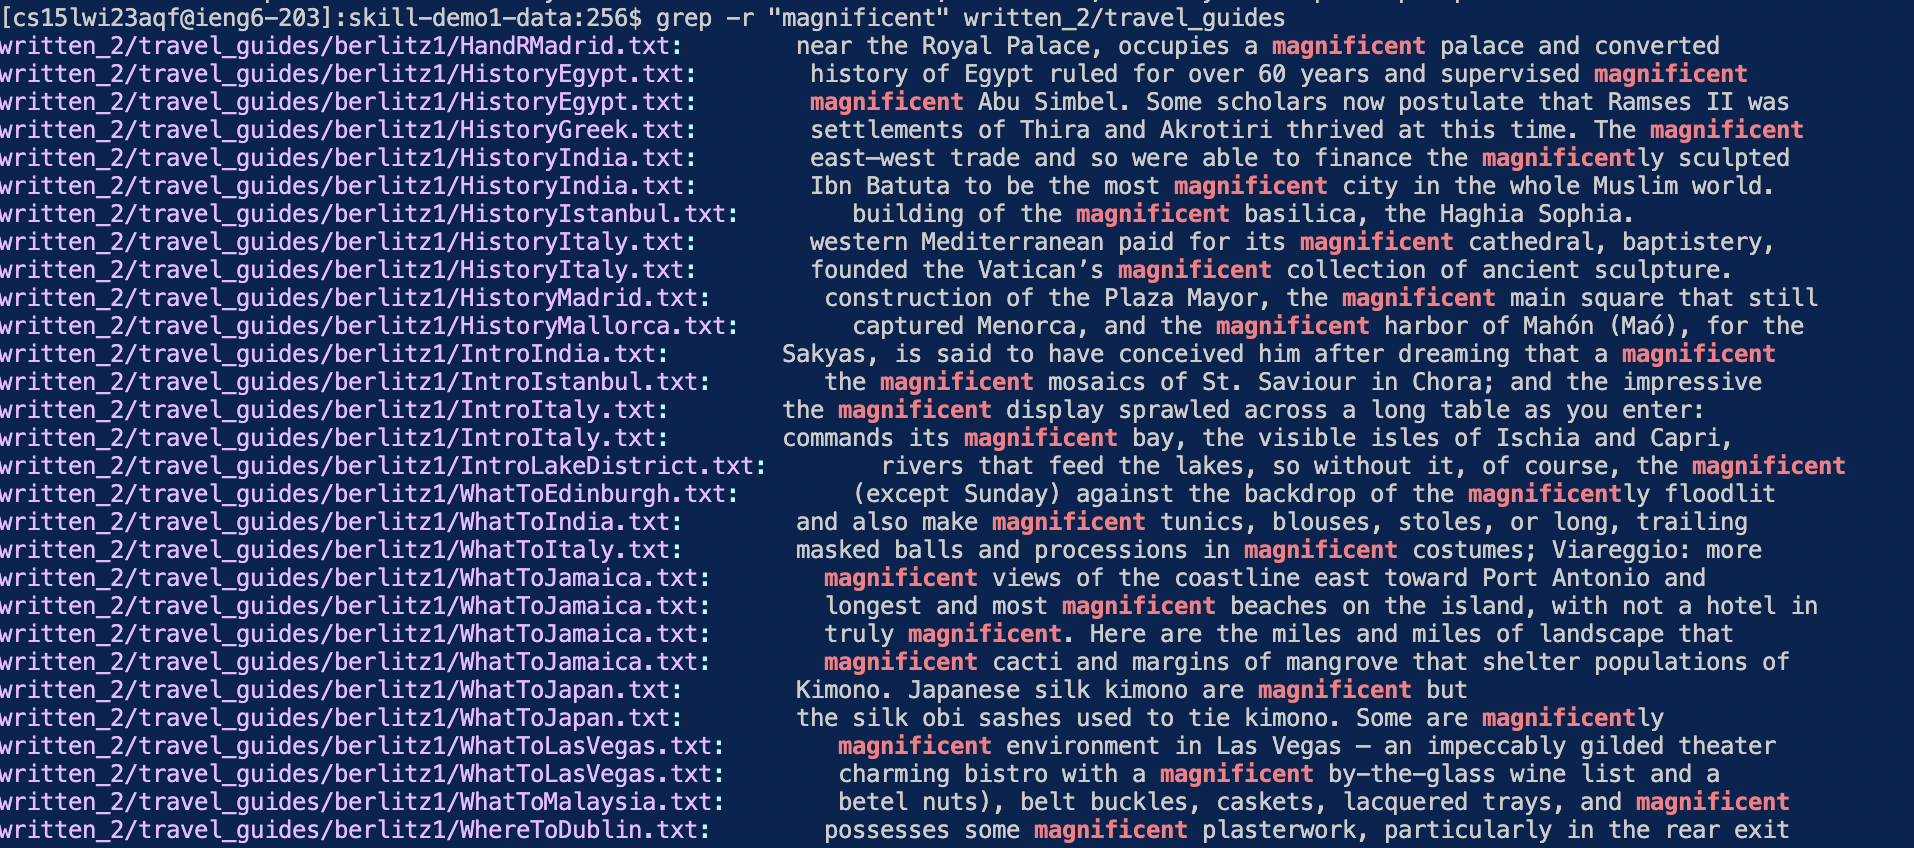 [cs15lwi23aqf@ieng6-203]:skill-demo1-data:256$ grep -r "magnificent" written_2/travel_guides
written_2/travel_guides/berlitz1/HandRMadrid.txt:        near the Royal Palace, occupies a magnificent palace and converted
written_2/travel_guides/berlitz1/HistoryEgypt.txt:        history of Egypt ruled for over 60 years and supervised magnificent
written_2/travel_guides/berlitz1/HistoryEgypt.txt:        magnificent Abu Simbel. Some scholars now postulate that Ramses II was
written_2/travel_guides/berlitz1/HistoryGreek.txt:        settlements of Thira and Akrotiri thrived at this time. The magnificent
written_2/travel_guides/berlitz1/HistoryIndia.txt:        east–west trade and so were able to finance the magnificently sculpted
written_2/travel_guides/berlitz1/HistoryIndia.txt:        Ibn Batuta to be the most magnificent city in the whole Muslim world.
written_2/travel_guides/berlitz1/HistoryIstanbul.txt:        building of the magnificent basilica, the Haghia Sophia.
written_2/travel_guides/berlitz1/HistoryItaly.txt:        western Mediterranean paid for its magnificent cathedral, baptistery,
written_2/travel_guides/berlitz1/HistoryItaly.txt:        founded the Vatican’s magnificent collection of ancient sculpture.
written_2/travel_guides/berlitz1/HistoryMadrid.txt:        construction of the Plaza Mayor, the magnificent main square that still
written_2/travel_guides/berlitz1/HistoryMallorca.txt:        captured Menorca, and the magnificent harbor of Mahón (Maó), for the
written_2/travel_guides/berlitz1/IntroIndia.txt:        Sakyas, is said to have conceived him after dreaming that a magnificent
written_2/travel_guides/berlitz1/IntroIstanbul.txt:        the magnificent mosaics of St. Saviour in Chora; and the impressive
written_2/travel_guides/berlitz1/IntroItaly.txt:        the magnificent display sprawled across a long table as you enter:
written_2/travel_guides/berlitz1/IntroItaly.txt:        commands its magnificent bay, the visible isles of Ischia and Capri,
written_2/travel_guides/berlitz1/IntroLakeDistrict.txt:        rivers that feed the lakes, so without it, of course, the magnificent
written_2/travel_guides/berlitz1/WhatToEdinburgh.txt:        (except Sunday) against the backdrop of the magnificently floodlit
written_2/travel_guides/berlitz1/WhatToIndia.txt:        and also make magnificent tunics, blouses, stoles, or long, trailing
written_2/travel_guides/berlitz1/WhatToItaly.txt:        masked balls and processions in magnificent costumes; Viareggio: more
written_2/travel_guides/berlitz1/WhatToJamaica.txt:        magnificent views of the coastline east toward Port Antonio and
written_2/travel_guides/berlitz1/WhatToJamaica.txt:        longest and most magnificent beaches on the island, with not a hotel in
written_2/travel_guides/berlitz1/WhatToJamaica.txt:        truly magnificent. Here are the miles and miles of landscape that
written_2/travel_guides/berlitz1/WhatToJamaica.txt:        magnificent cacti and margins of mangrove that shelter populations of
written_2/travel_guides/berlitz1/WhatToJapan.txt:        Kimono. Japanese silk kimono are magnificent but
written_2/travel_guides/berlitz1/WhatToJapan.txt:        the silk obi sashes used to tie kimono. Some are magnificently
written_2/travel_guides/berlitz1/WhatToLasVegas.txt:        magnificent environment in Las Vegas — an impeccably gilded theater
written_2/travel_guides/berlitz1/WhatToLasVegas.txt:        charming bistro with a magnificent by-the-glass wine list and a
written_2/travel_guides/berlitz1/WhatToMalaysia.txt:        betel nuts), belt buckles, caskets, lacquered trays, and magnificent
written_2/travel_guides/berlitz1/WhereToDublin.txt:        possesses some magnificent plasterwork, particularly in the rear exit